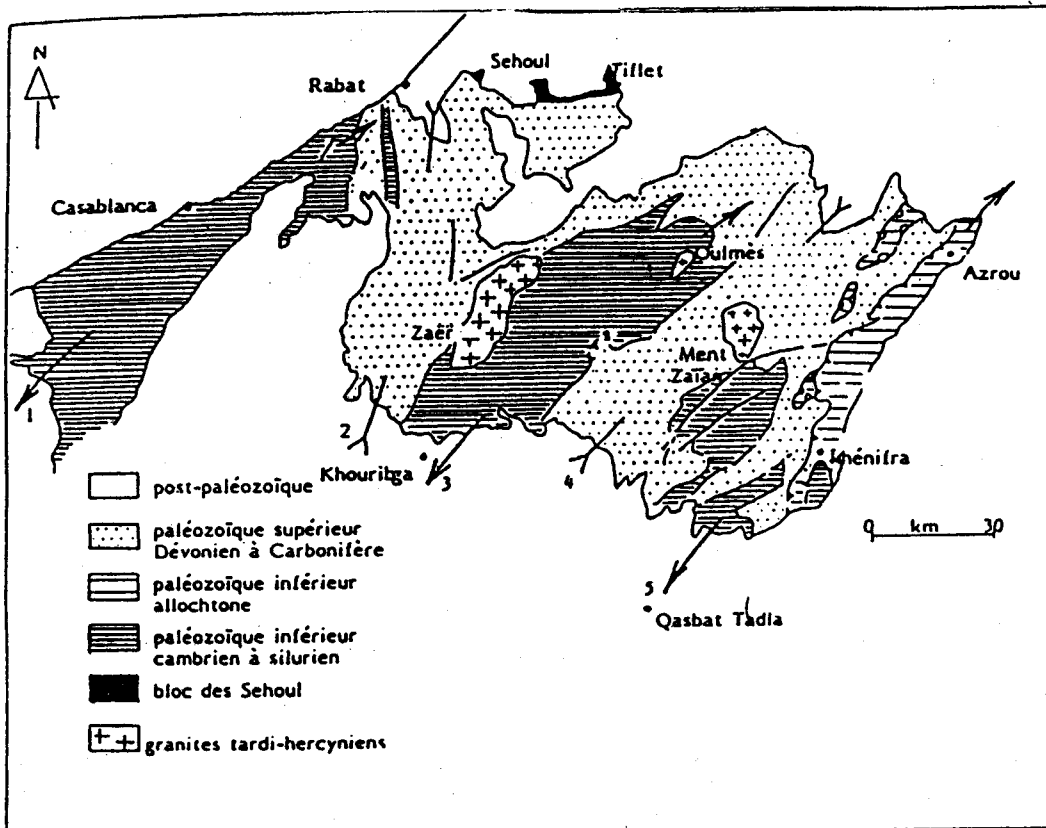 N
Sehoul
Tiflet
Rabat
Casablanca
Oulmès
Azrou
Zaër
Ment
Zaïan
1
2
Khouribga
3
4
Khénifra
0 km 30
5
Qasbat Tadla
post-paléozoïque
paléozoïque supérieur
Dévonien à Carbonifère
paléozoïque inférieur
allochtone
paléozoïque inférieur
cambrien à silurien
bloc des Sehoul
granites tardi-hercyniens